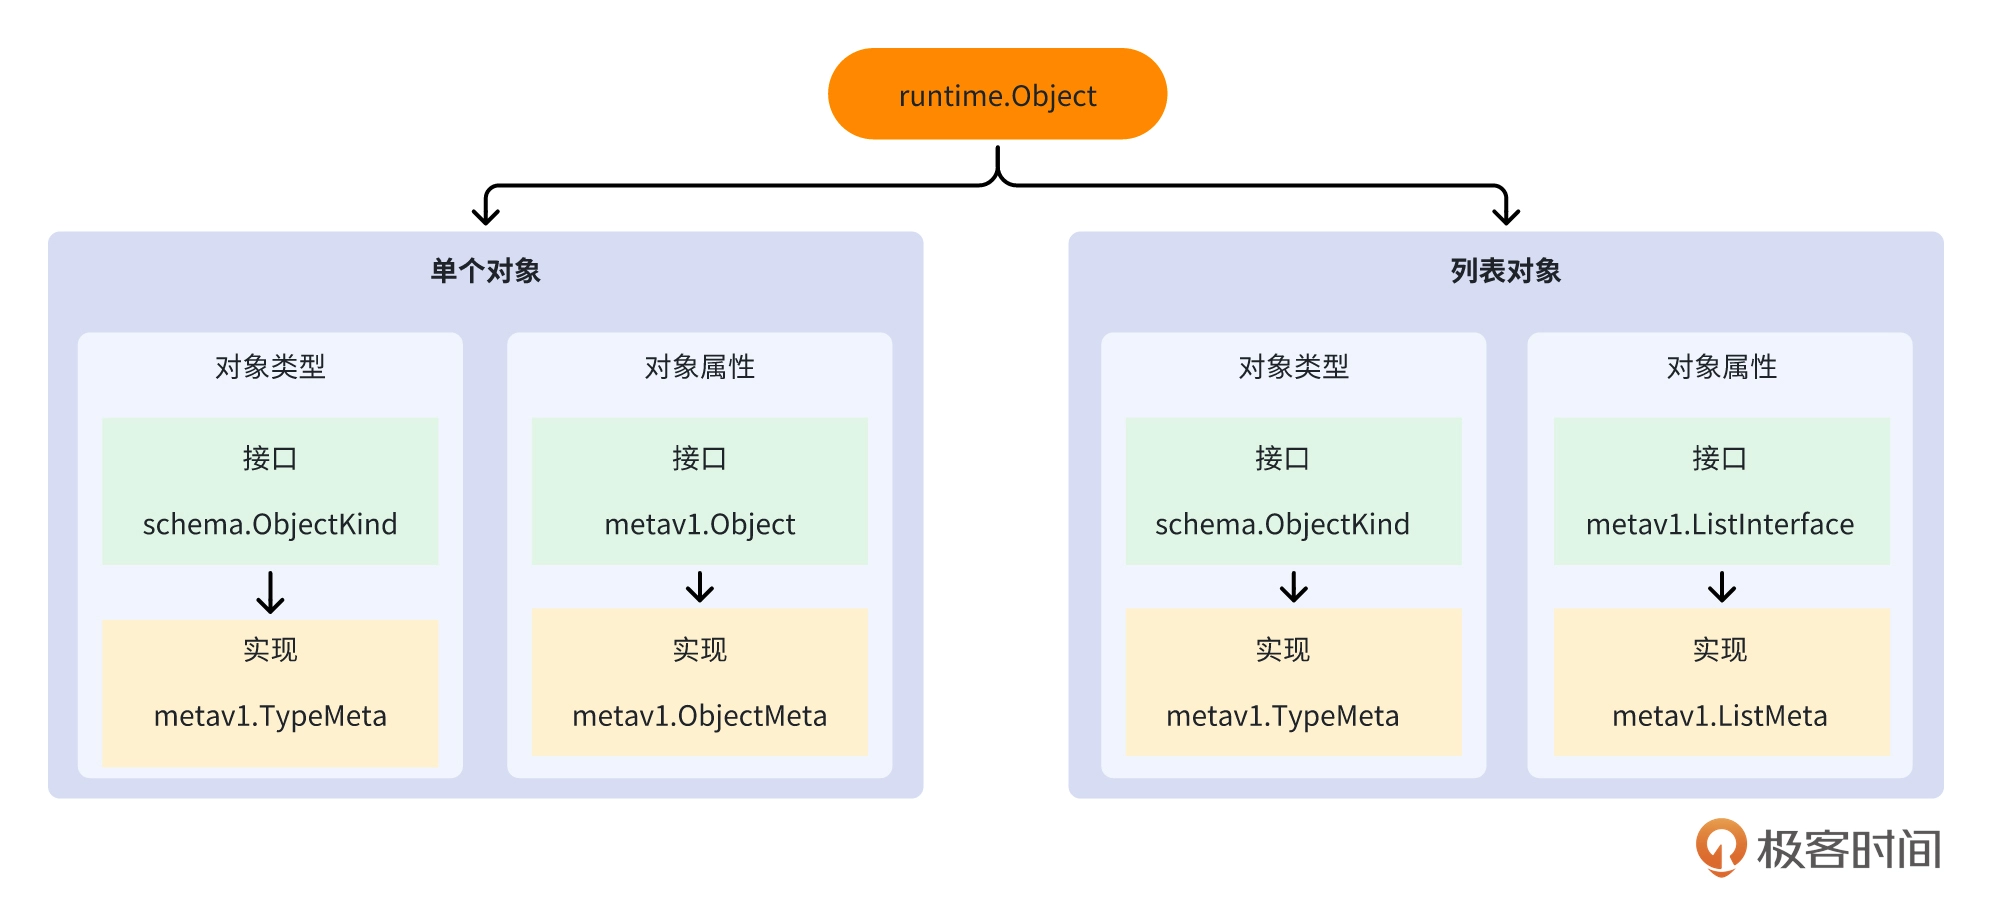 runtime.Object
单个对象
对象类型
接口
schema.ObjectKind
实现
metav1.TypeMeta
对象属性
接口
metav1.Object
实现
metav1.ObjectMeta
列表对象
对象类型
接口
schema.ObjectKind
实现
metav1.TypeMeta
对象属性
接口
metav1.ListInterface
实现
metav1.ListMeta
极客时间